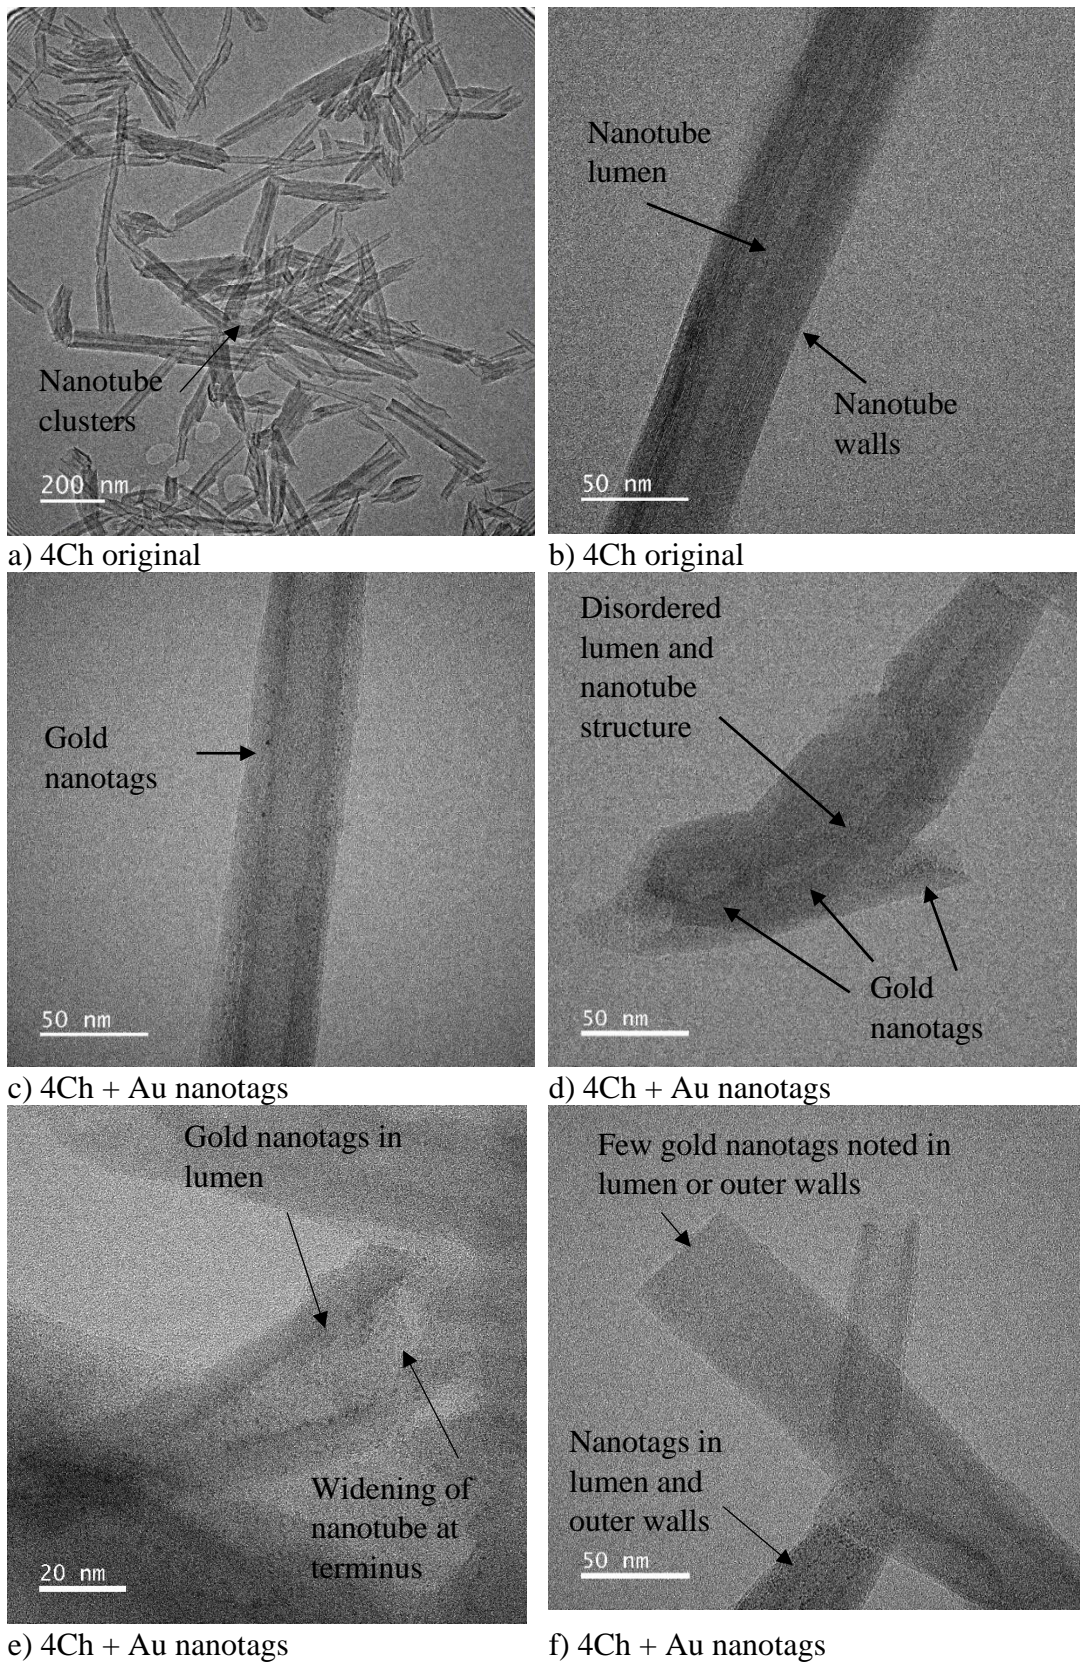 Nanotube
clusters
200 nm
a) 4Ch original
Nanotube
lumen
Nanotube
walls
50 nm
b) 4Ch original
Gold
nanotags
50 nm
c) 4Ch + Au nanotags
Disordered
lumen and
nanotube
structure
Gold
nanotags
50 nm
d) 4Ch + Au nanotags
Gold nanotags in
lumen
Widening of
nanotube at
terminus
20 nm
e) 4Ch + Au nanotags
Few gold nanotags noted in
lumen or outer walls
Nanotags in
lumen and
outer walls
50 nm
f) 4Ch + Au nanotags